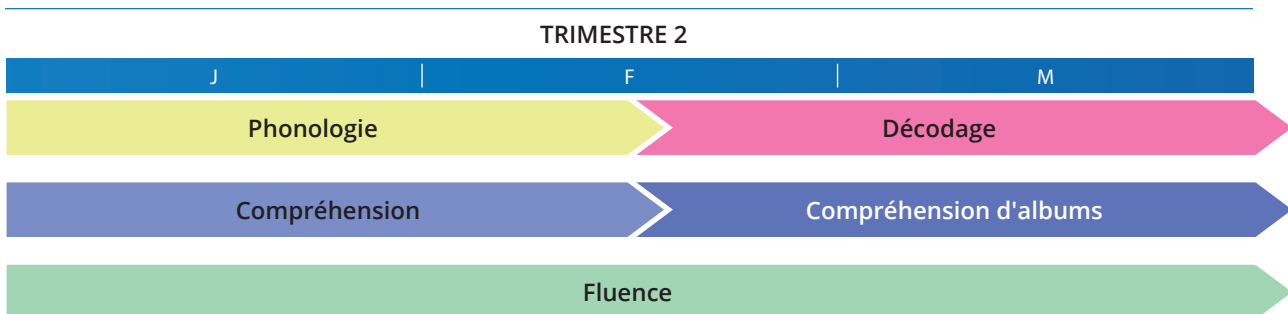 TRIMESTRE 2
J F M
Phonologie Décodage
Compréhension Compréhension d'albums
Fluence